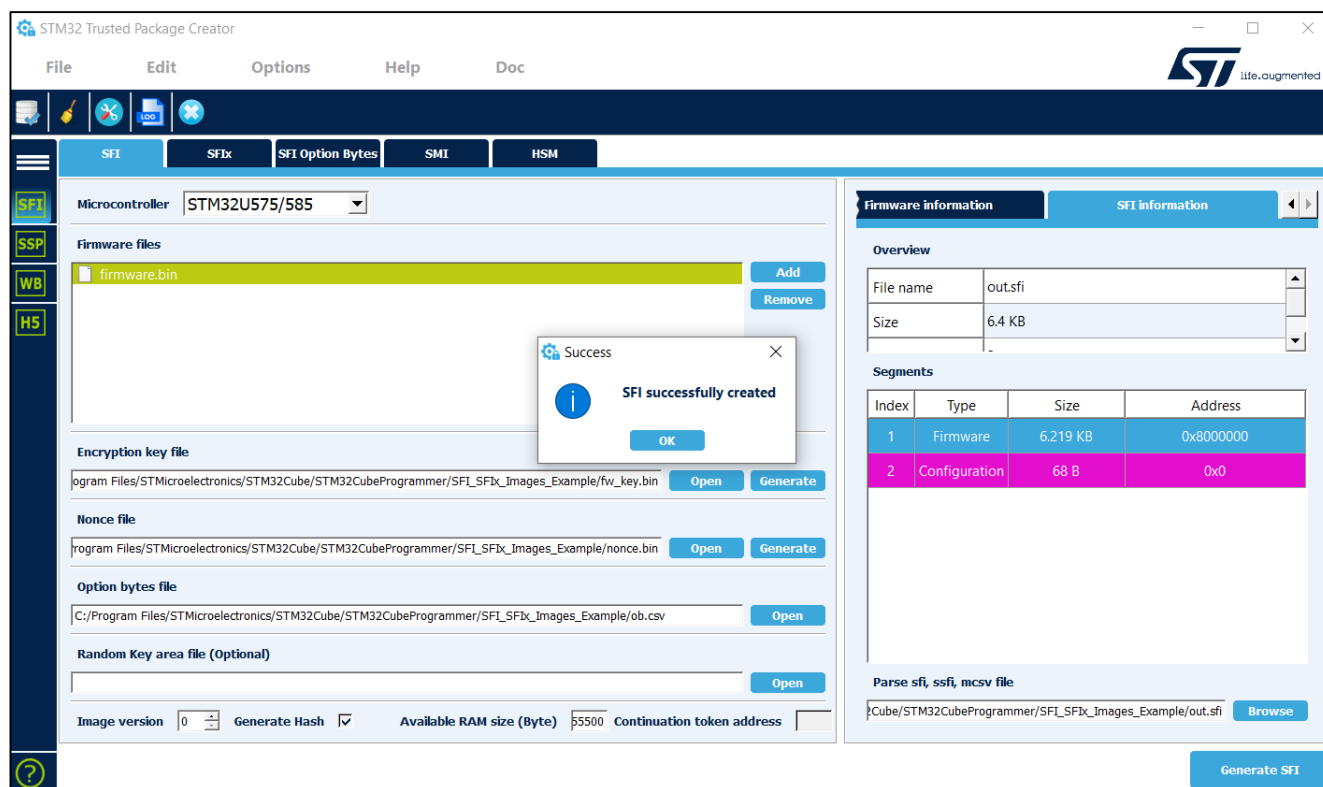 STM32 Trusted Package Creator
File Edit Options Help Doc
ST life.augmented
LOG
SFI SFIx SFI Option Bytes SMI HSM
SFI
SSP
WB
H5
Microcontroller STM32U575/585
Firmware files
firmware.bin
Add
Remove
Success
SFI successfully created
OK
Encryption key file
ogram Files/STMicroelectronics/STM32Cube/STM32CubeProgrammer/SFI_SFIx_Images_Example/fw_key.bin Open Generate
Nonce file
rogram Files/STMicroelectronics/STM32Cube/STM32CubeProgrammer/SFI_SFIx_Images_Example/nonce.bin Open Generate
Option bytes file
C:/Program Files/STMicroelectronics/STM32Cube/STM32CubeProgrammer/SFI_SFIx_Images_Example/ob.csv Open
Random Key area file (Optional)
Open
Image version 0 Generate Hash Available RAM size (Byte) 55500 Continuation token address
Firmware information SFI information
Overview
File name out.sfi
Size 6.4 KB
Segments
Index Type Size Address
1 Firmware 6.219 KB 0x8000000
2 Configuration 68 B 0x0
Parse sfi, ssfi, mcsv file
Cube/STM32CubeProgrammer/SFI_SFIx_Images_Example/out.sfi Browse
?
Generate SFI